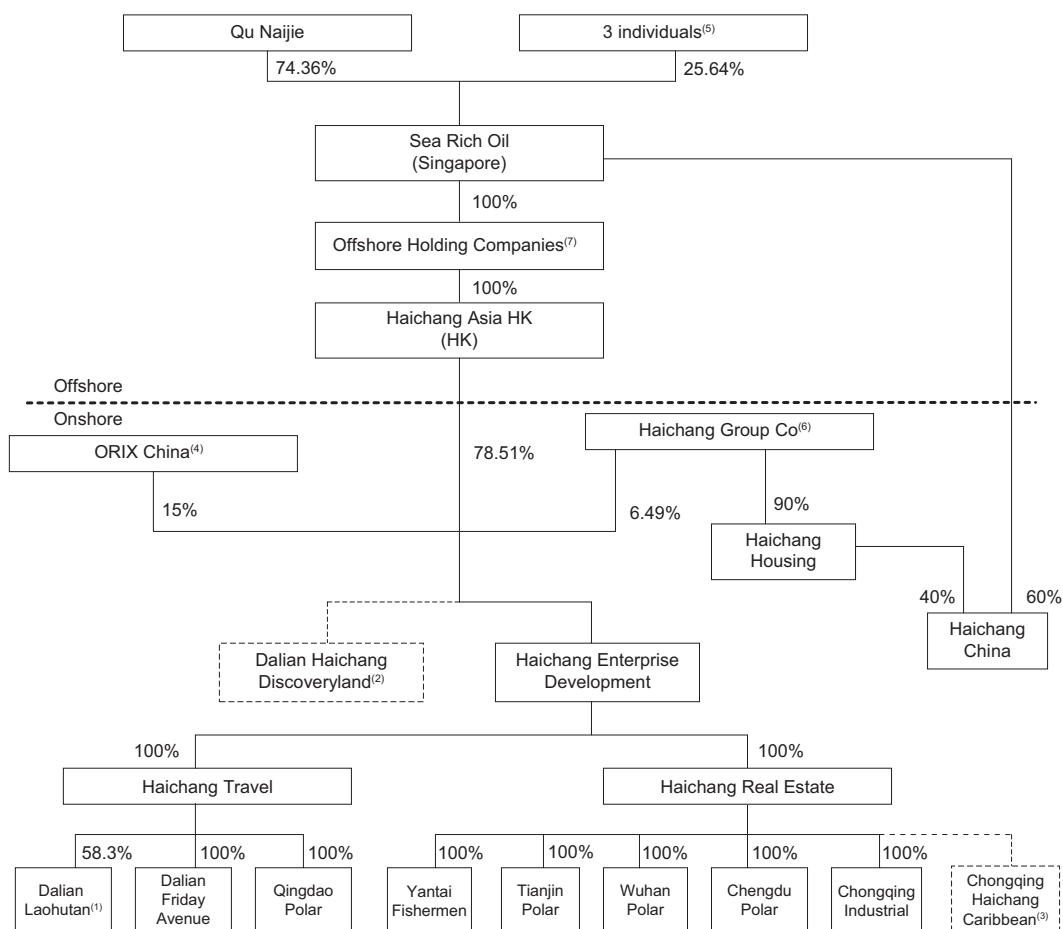 Qu Naijie
3 individuals(5)
74.36%
25.64%
Sea Rich Oil
(Singapore)
100%
Offshore Holding Companies(7)
100%
Haichang Asia HK
(HK)
Offshore
Onshore
ORIX China(4)
Haichang Group Co(6)
78.51%
15%
6.49%
90%
Haichang
Housing
40%
60%
Haichang
China
Dalian Haichang
Discoveryland(2)
Haichang Enterprise
Development
100%
100%
Haichang Travel
Haichang Real Estate
58.3%
100%
100%
100%
100%
100%
100%
100%
Dalian
Laohutan(1)
Dalian
Friday
Avenue
Qingdao
Polar
Yantai
Fishermen
Tianjin
Polar
Wuhan
Polar
Chengdu
Polar
Chongqing
Industrial
Chongqing
Haichang
Caribbean(3)